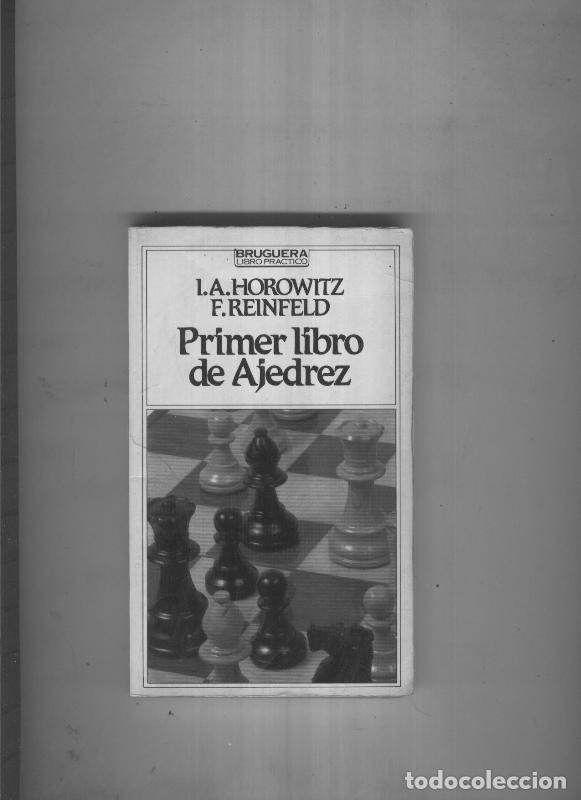 BRUGUERA
LIBRO PRACTICO
I.A.HOROWITZ
F.REINFELD
Primer libro
de Ajedrez
todocoleccion